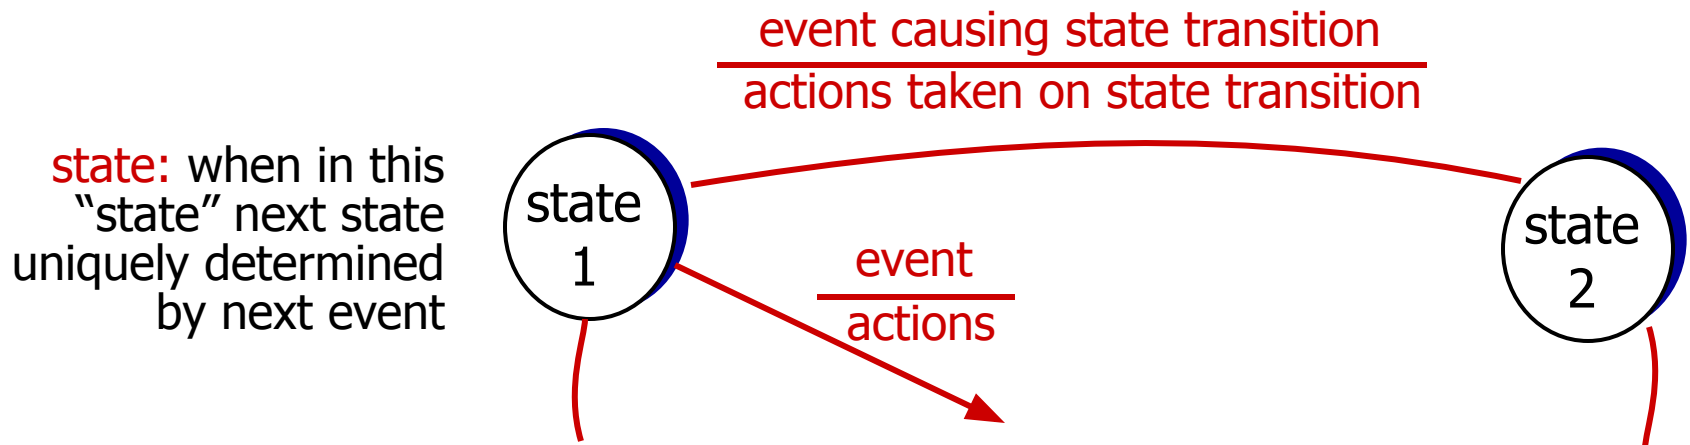 event causing state transition
actions taken on state transition
state: when in this
“state” next state
uniquely determined
by next event
state
1
event
actions
state
2